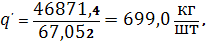 q· = 46871,4 / 67,052 = 699,0 кг/шт.